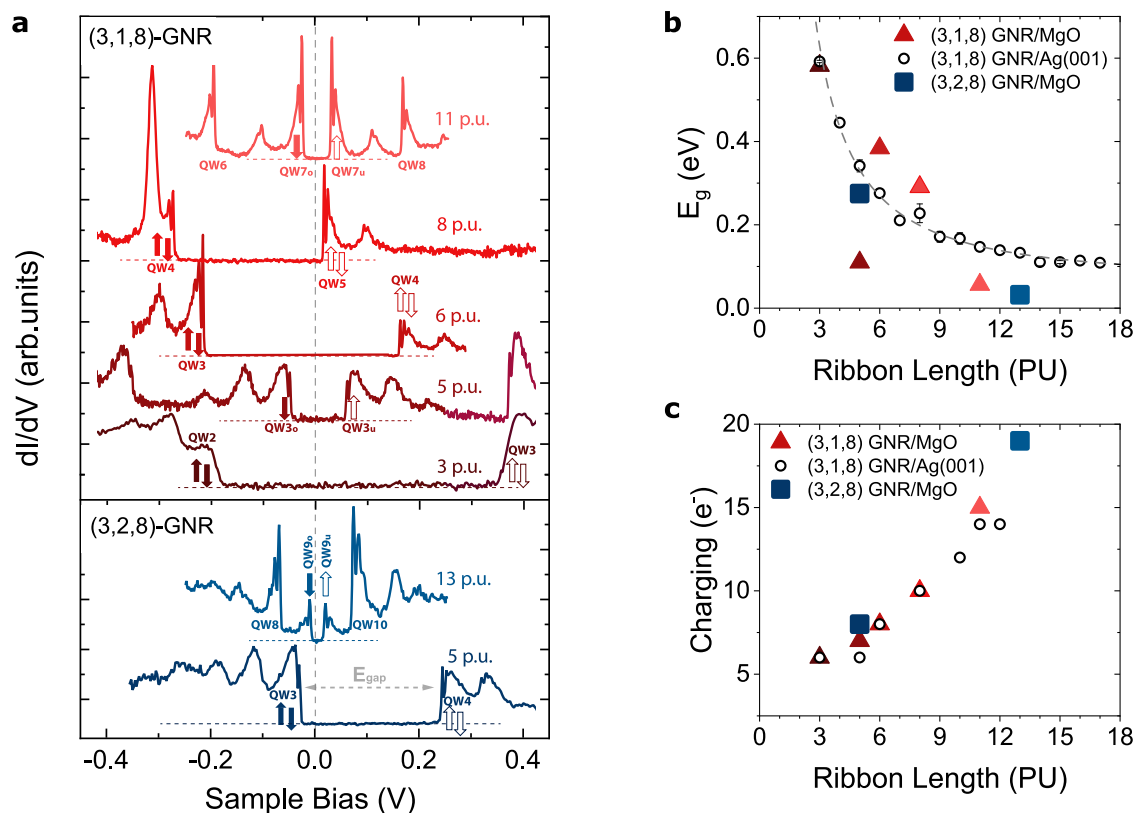 a
(3,1,8)-GNR
11 p.u.
QW6
QW7o
QW7u
QW8
8 p.u.
QW4
QW5
QW4
6 p.u.
QW3
5 p.u.
QW3o
QW3u
QW2
QW3
3 p.u.
(3,2,8)-GNR
QW9o
QW9u
13 p.u.
QW8
QW10
5 p.u.
Egap
QW3
QW4
dI/dV (arb.units)
-0.4
-0.2
0.0
0.2
0.4
Sample Bias (V)
b
(3,1,8) GNR/MgO
(3,1,8) GNR/Ag(001)
(3,2,8) GNR/MgO
0.6
0.4
0.2
0.0
Eg (eV)
0 3 6 9 12 15 18
Ribbon Length (PU)
c
(3,1,8) GNR/MgO
(3,1,8) GNR/Ag(001)
(3,2,8) GNR/MgO
20
15
10
5
Charging (e-)
0 3 6 9 12 15 18
Ribbon Length (PU)